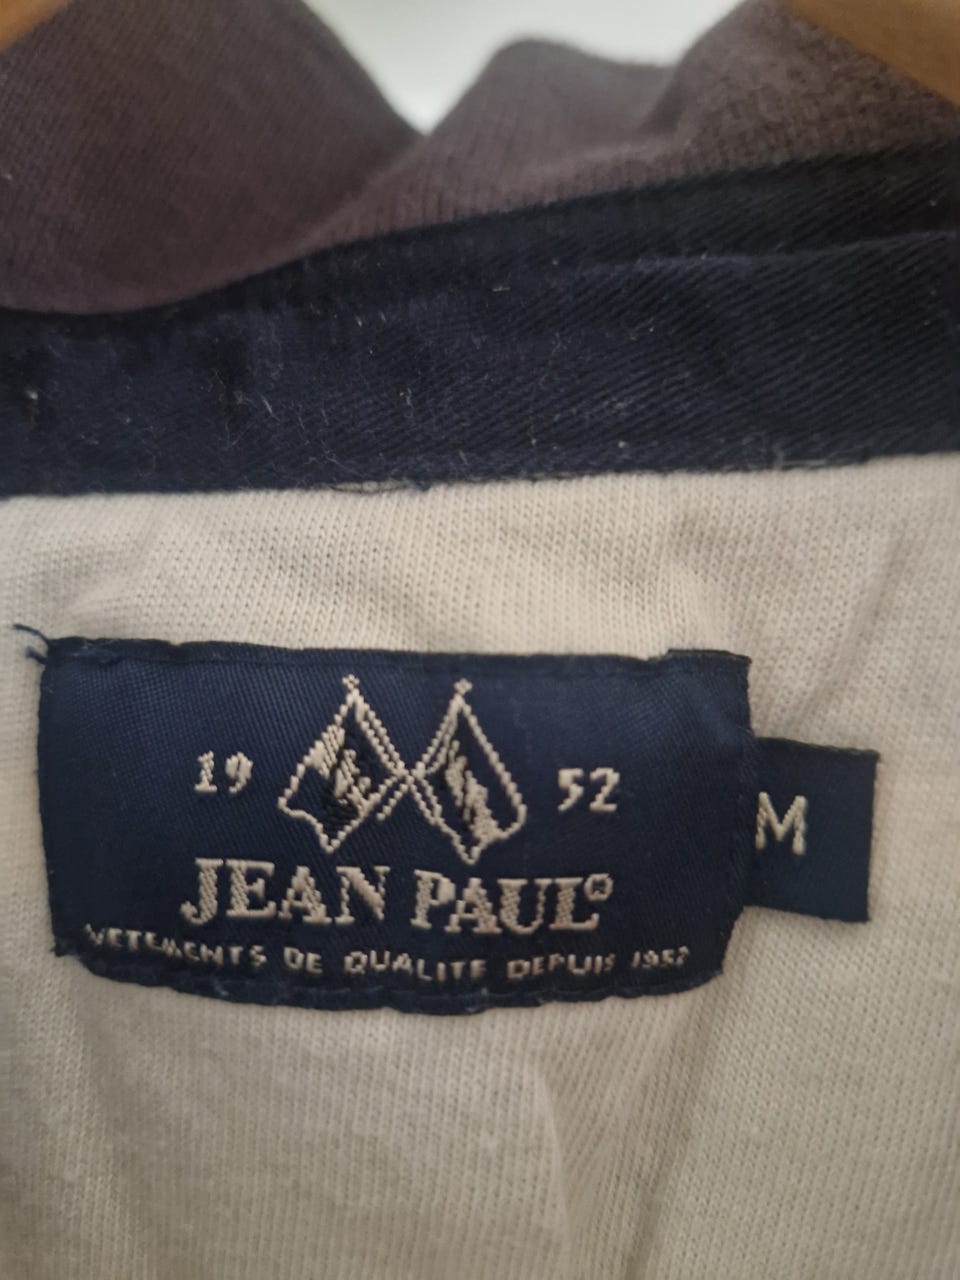 19 52
JEAN PAUL®
VETEMENTS DE QUALITE DEPUIS 1952
M